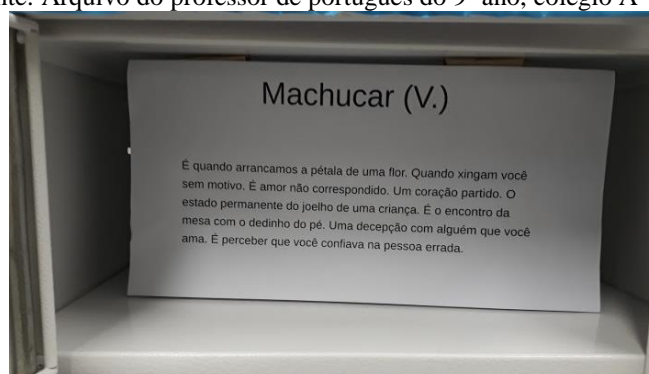 nte: Arquivo do professor de português do 9º ano, colégio A
Machucar (V.)
É quando arrancamos a pétala de uma flor. Quando xingam você
sem motivo. É amor não correspondido. Um coração partido. O
estado permanente do joelho de uma criança. É o encontro da
mesa com o dedinho do pé. Uma decepção com alguém que você
ama. É perceber que você confiava na pessoa errada.